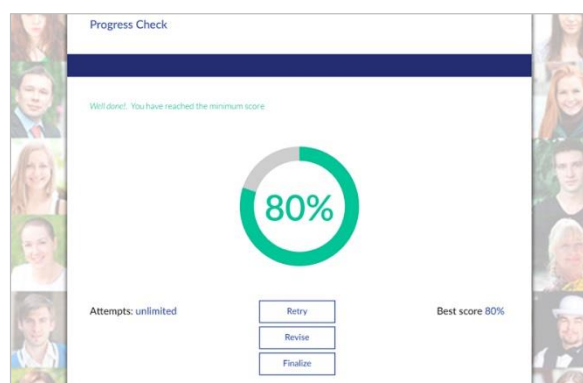 Progress Check
Well done!. You have reached the minimum score
80%
Attempts: unlimited
Retry
Best score 80%
Revise
Finalize